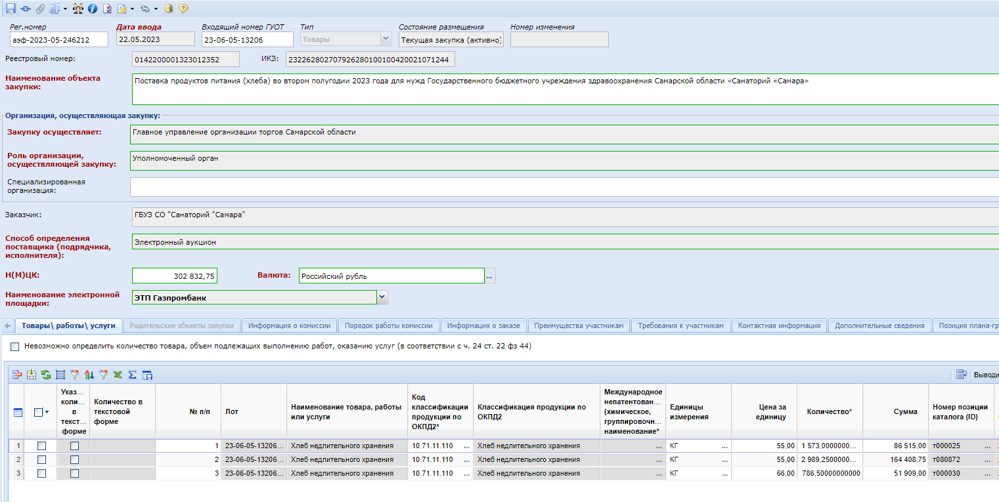 Рег.номер Дата ввода Входящий номер ГУОТ Тип Состояние размещения Номер изменения
аэф-2023-05-246212 22.05.2023 23-06-05-13206 Товары Текущая закупка (активно)
Реестровый номер: 0142200001323012352 ИКЗ: 232262802707926280100100420021071244
Наименование объекта
закупки:
Поставка продуктов питания (хлеба) во втором полугодии 2023 года для нужд Государственного бюджетного учреждения здравоохранения Самарской области «Санаторий «Самара»
Организация, осуществляющая закупку:
Закупку осуществляет: Главное управление организации торгов Самарской области
Роль организации,
осуществляющей закупку:
Уполномоченный орган
Специализированная
организация:
Заказчик: ГБУЗ СО "Санаторий "Самара"
Способ определения
поставщика (подрядчика,
исполнителя):
Электронный аукцион
Н(М)ЦК: 302 832,75 Валюта: Российский рубль ...
Наименование электронной
площадки:
ЭТП Газпромбанк
Товары\ работы\ услуги Родительские объекты закупки Информация о комиссии Порядок работы комиссии Информация о заказе Преимущества участникам Требования к участникам Контактная информация Дополнительные сведения Позиция плана-гр
Невозможно определить количество товара, объем подлежащих выполнению работ, оказанию услуг (в соответствии с ч. 24 ст. 22 фз 44)
Выводи
Указ...
коли...
в
текст...
форме
Количество в
текстовой
форме
№ п/п
Лот
Наименование товара, работы
или услуги
Код
классификации
продукции по
ОКПД2*
Классификация продукции по
ОКПД2
Международное
непатентован...
(химическое,
группировочн...
наименование*
Единицы
измерения
Цена за
единицу
Количество*
Сумма
Номер позиции
каталога (ID)
1 1 23-06-05-13206... Хлеб недлительного хранения 10.71.11.110 ... Хлеб недлительного хранения ... КГ ... 55,00 1 573,0000000... 86 515,00 т000025 ...
2 2 23-06-05-13206... Хлеб недлительного хранения 10.71.11.110 ... Хлеб недлительного хранения ... КГ ... 55,00 2 989,2500000... 164 408,75 т080872 ...
3 3 23-06-05-13206... Хлеб недлительного хранения 10.71.11.110 ... Хлеб недлительного хранения ... КГ ... 66,00 786,50000000000 51 909,00 т000030 ...